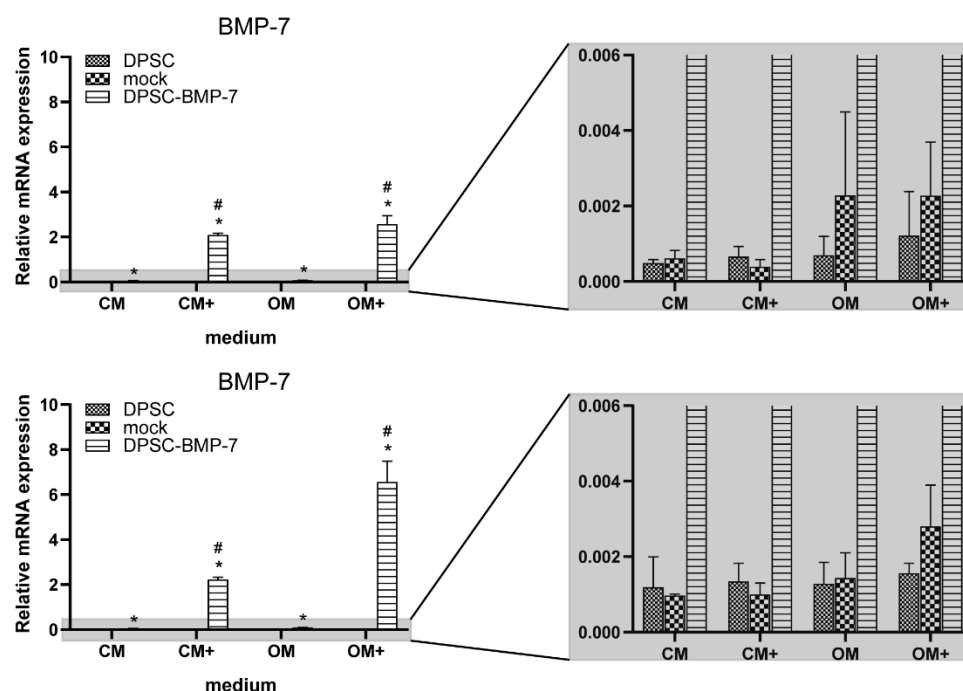 BMP-7
Relative mRNA expression
10
8
6
4
2
0
DPSC
mock
DPSC-BMP-7
*
#
*
*
#
*
CM CM+ OM OM+
medium
0.006
0.004
0.002
0.000
CM CM+ OM OM+
BMP-7
Relative mRNA expression
10
8
6
4
2
0
DPSC
mock
DPSC-BMP-7
*
#
*
*
#
*
CM CM+ OM OM+
medium
0.006
0.004
0.002
0.000
CM CM+ OM OM+